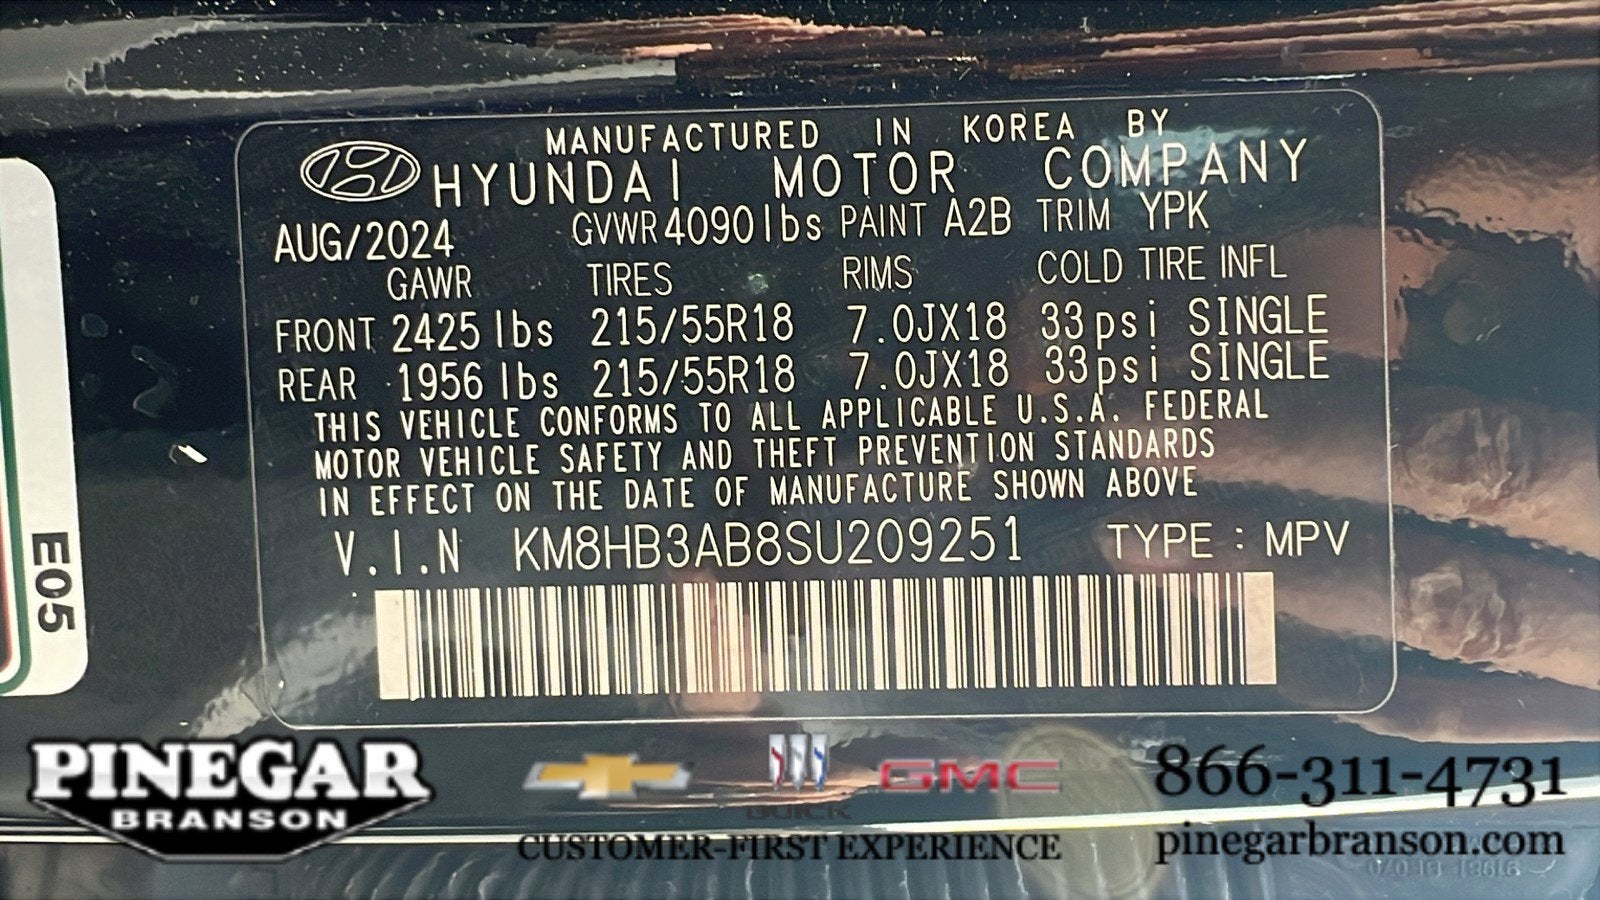 MANUFACTURED IN KOREA BY
HYUNDAI MOTOR COMPANY
AUG/2024 GVWR 4090lbs PAINT A2B TRIM YPK
GAWR TIRES RIMS COLD TIRE INFL
FRONT 2425 lbs 215/55R18 7.0JX18 33psi SINGLE
REAR 1956 lbs 215/55R18 7.0JX18 33psi SINGLE
THIS VEHICLE CONFORMS TO ALL APPLICABLE U.S.A. FEDERAL
MOTOR VEHICLE SAFETY AND THEFT PREVENTION STANDARDS
IN EFFECT ON THE DATE OF MANUFACTURE SHOWN ABOVE
V.I.N KM8HB3AB8SU209251 TYPE : MPV
E05
PINEGAR
BRANSON
BUICK
GMC
CUSTOMER-FIRST EXPERIENCE
866-311-4731
pinegarbranson.com